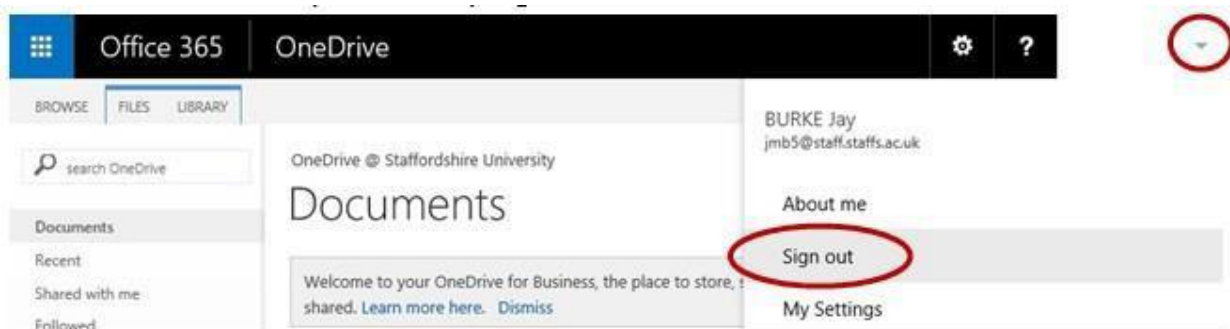 Office 365 OneDrive ?
BROWSE FILES LIBRARY
BURKE Jay
jmb5@staff.staffs.ac.uk
search OneDrive
OneDrive @ Staffordshire University
Documents
About me
Documents
Recent
Sign out
Shared with me
Welcome to your OneDrive for Business, the place to store,
shared. Learn more here. Dismiss
My Settings
Followed